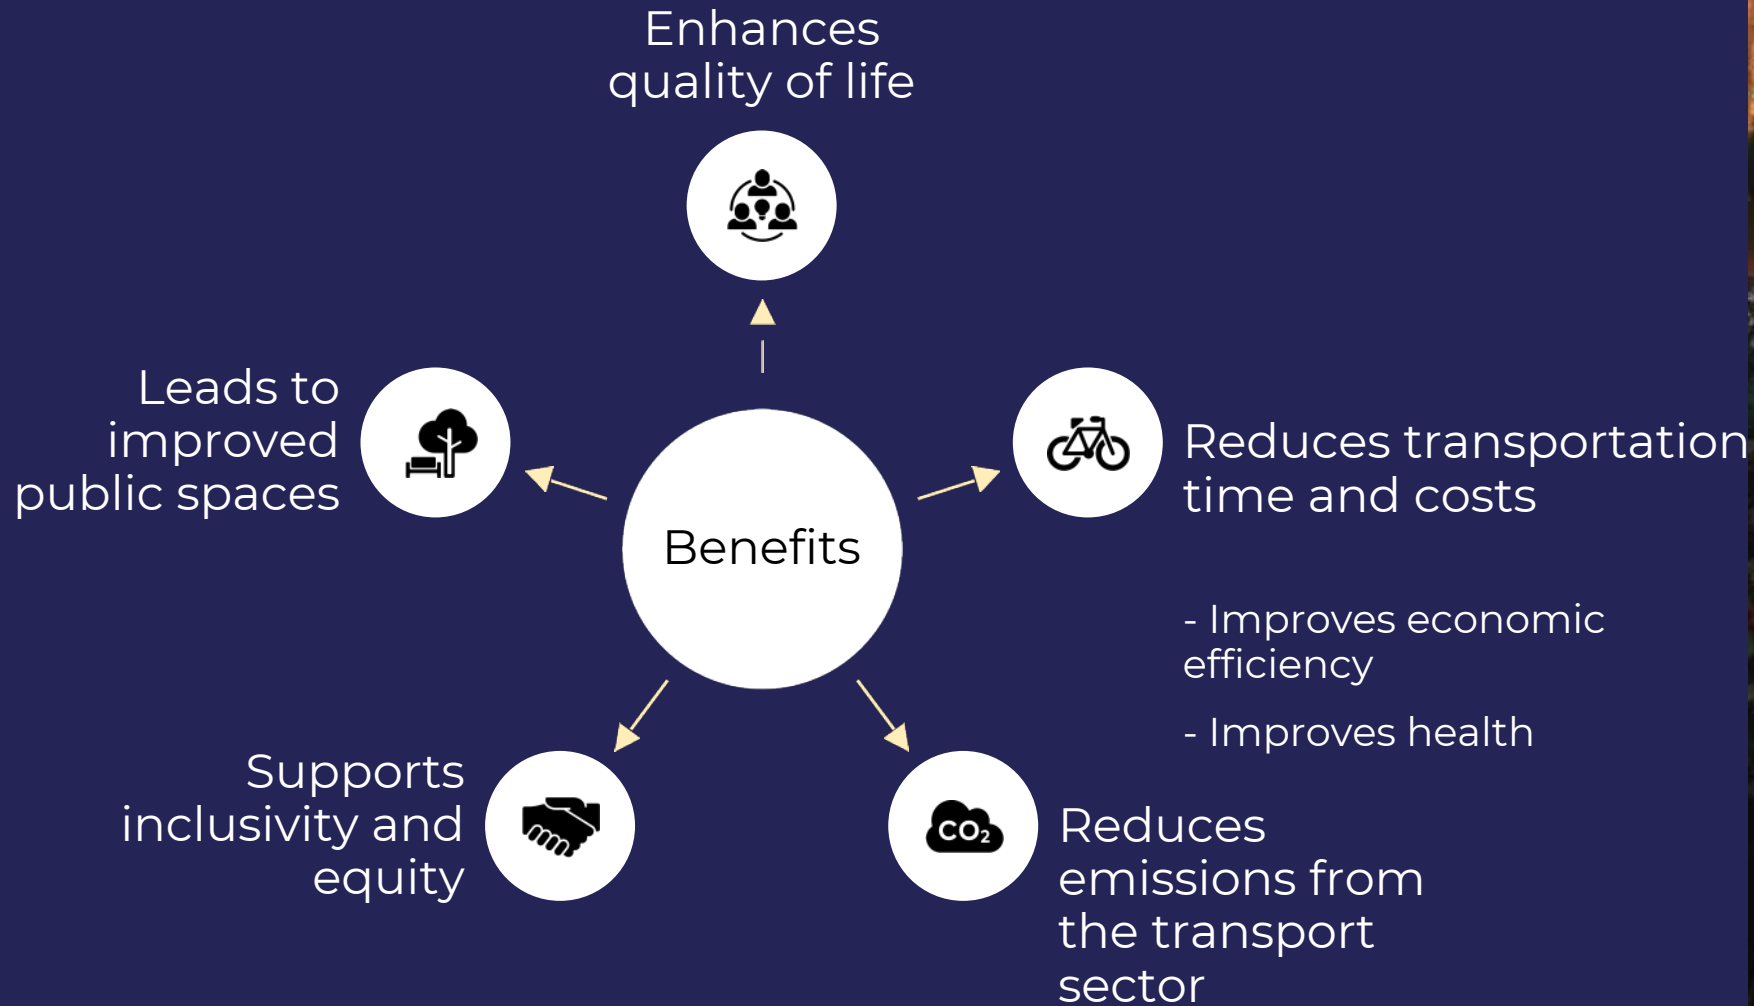 Enhances
quality of life
Leads to
improved
public spaces
Benefits
Reduces transportation
time and costs
- Improves economic
efficiency
- Improves health
Supports
inclusivity and
equity
CO₂
Reduces
emissions from
the transport
sector